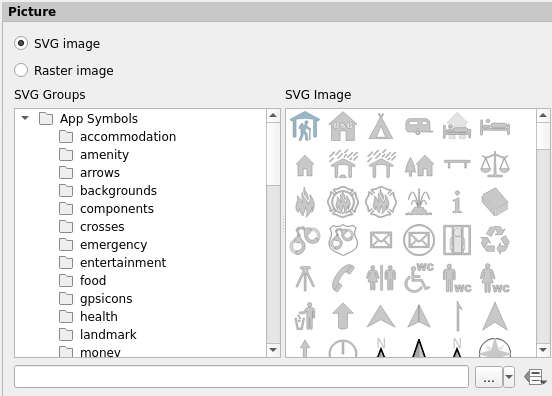 Picture
SVG image
Raster image
SVG Groups
SVG Image
App Symbols
accommodation
amenity
arrows
backgrounds
components
crosses
emergency
entertainment
food
gpsicons
health
landmark
money
B&B
i
wc
wc
wc
N
N
...